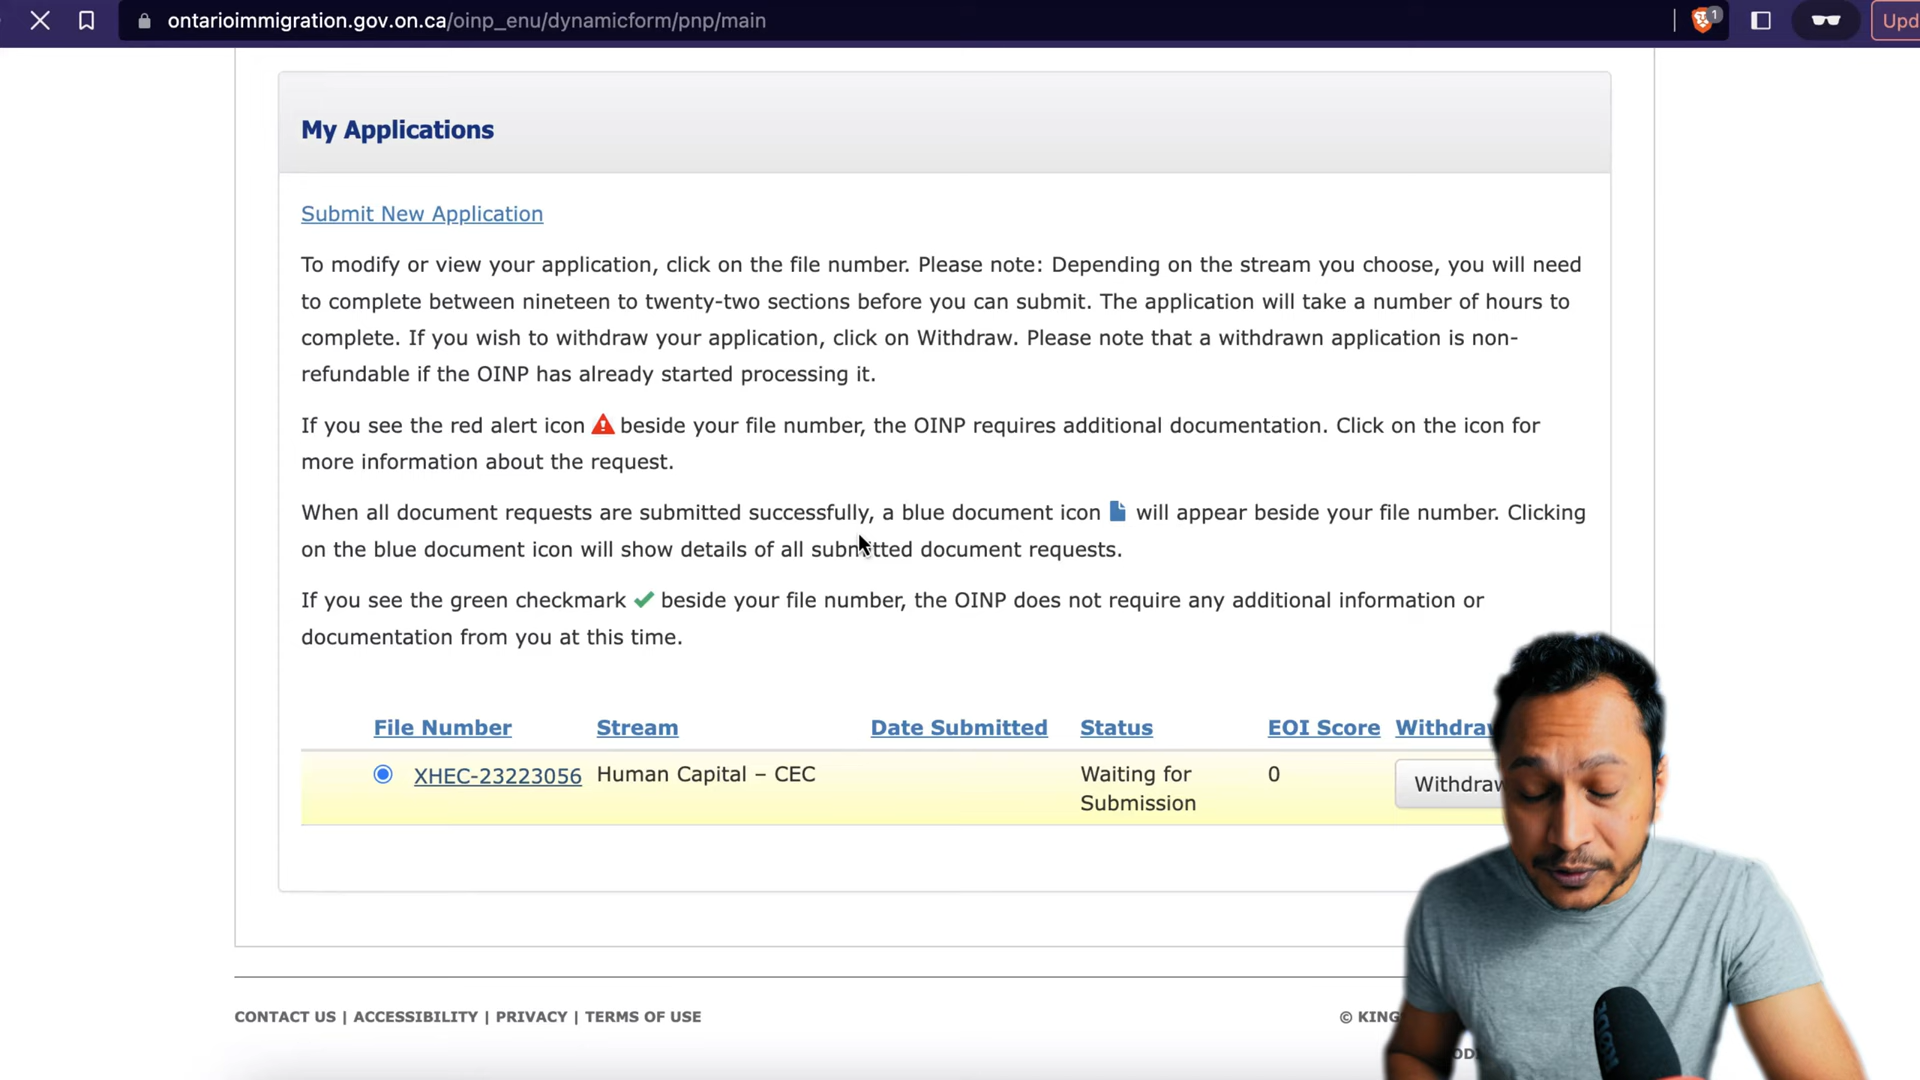 ontarioimmigration.gov.on.ca/oinp_enu/dynamicform/pnp/main
1
Upd
My Applications
Submit New Application
To modify or view your application, click on the file number. Please note: Depending on the stream you choose, you will need
to complete between nineteen to twenty-two sections before you can submit. The application will take a number of hours to
complete. If you wish to withdraw your application, click on Withdraw. Please note that a withdrawn application is non-
refundable if the OINP has already started processing it.
If you see the red alert icon beside your file number, the OINP requires additional documentation. Click on the icon for
more information about the request.
When all document requests are submitted successfully, a blue document icon will appear beside your file number. Clicking
on the blue document icon will show details of all submitted document requests.
If you see the green checkmark beside your file number, the OINP does not require any additional information or
documentation from you at this time.
File Number Stream Date Submitted Status EOI Score Withdraw
XHEC-23223056 Human Capital – CEC Waiting for 0 Withdraw
Submission
CONTACT US | ACCESSIBILITY | PRIVACY | TERMS OF USE © KING